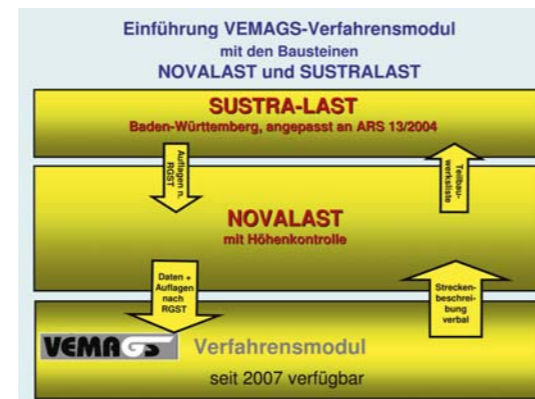 Einführung VEMAGS-Verfahrensmodul
mit den Bausteinen
NOVALAST und SUSTRALAST
SUSTRA-LAST
Baden-Württemberg, angepasst an ARS 13/2004
Auflagen n.
RGST
Teilbau-
werksliste
NOVALAST
mit Höhenkontrolle
Daten +
Auflagen
nach
RGST
Strecken-
beschrei-
bung
verbal
VEMAGS
Verfahrensmodul
seit 2007 verfügbar